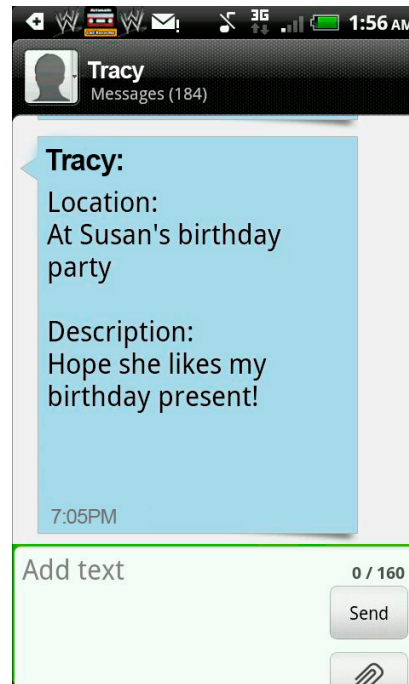 3G
1:56 AM
Tracy
Messages (184)
Tracy:
Location:
At Susan's birthday
party
Description:
Hope she likes my
birthday present!
7:05PM
Add text
0 / 160
Send